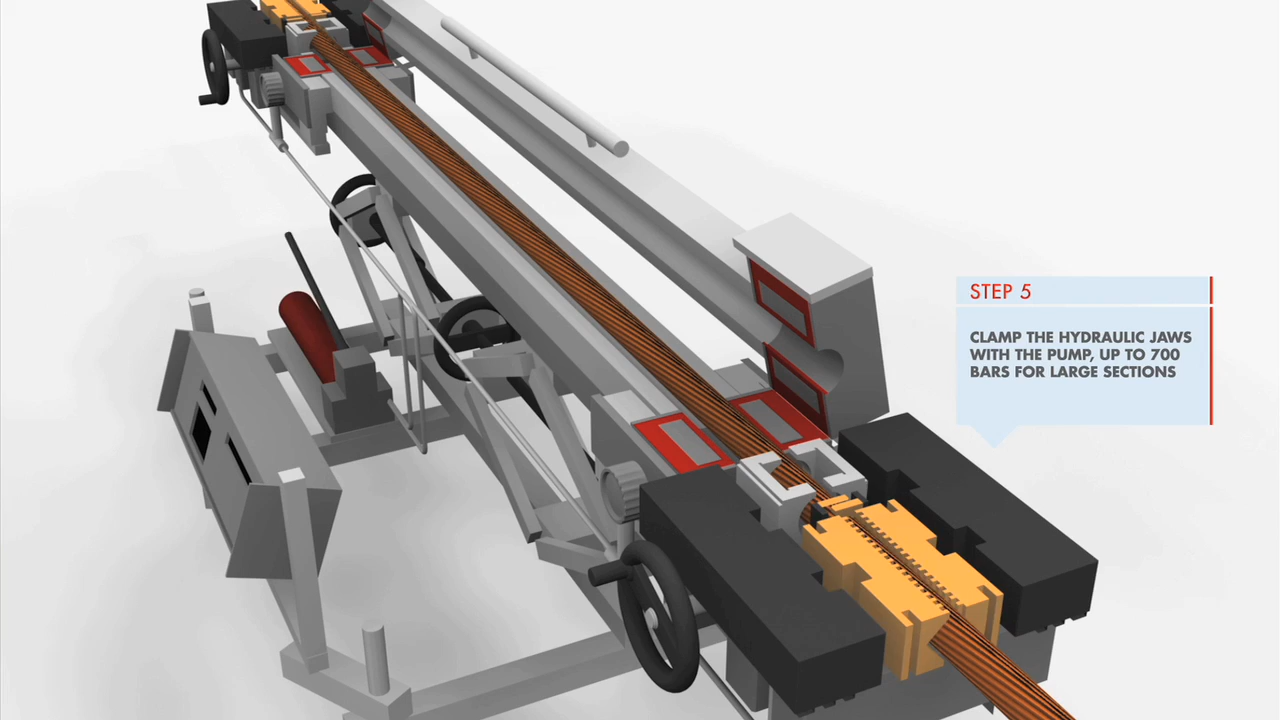 STEP 5
CLAMP THE HYDRAULIC JAWS
WITH THE PUMP, UP TO 700
BARS FOR LARGE SECTIONS